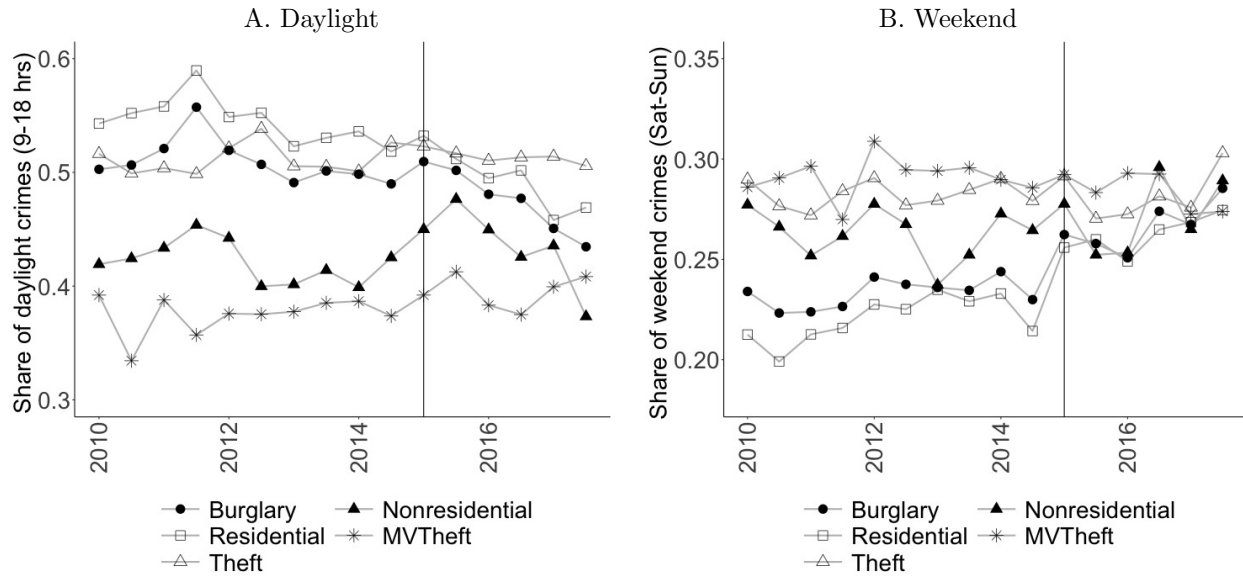 A. Daylight
Share of daylight crimes (9-18 hrs)
0.6
0.5
0.4
0.3
2010
2012
2014
2016
Burglary
Nonresidential
Residential
MVTheft
Theft
B. Weekend
Share of weekend crimes (Sat-Sun)
0.35
0.30
0.25
0.20
2010
2012
2014
2016
Burglary
Nonresidential
Residential
MVTheft
Theft